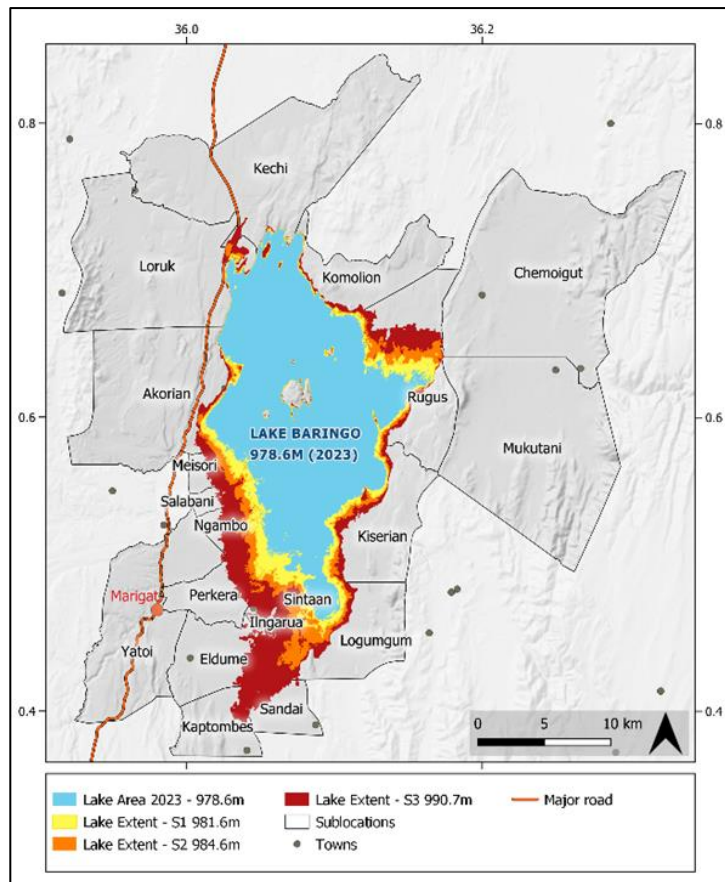 36.0
36.2
0.8
0.8
Kechi
Loruk
Komolion
Chemoigut
Akorian
Rugus
0.6
0.6
LAKE BARINGO
978.6M (2023)
Mukutani
Meisori
Salabani
Ngambo
Kiserian
Marigat
Perkera
Sintaan
Ilngarua
Logumgum
Yatoi
Eldume
Sandai
Kaptombes
0.4
0.4
0 5 10 km
Lake Area 2023 - 978.6m
Lake Extent - S3 990.7m
Major road
Lake Extent - S1 981.6m
Sublocations
Lake Extent - S2 984.6m
Towns